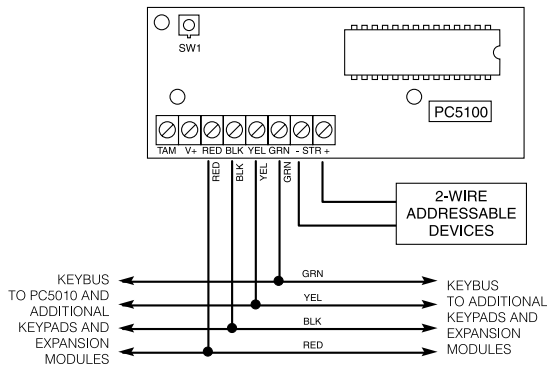 SW1
PC5100
TAM V+ RED BLK YEL GRN - STR +
RED
BLK
YEL
GRN
2-WIRE
ADDRESSABLE
DEVICES
KEYBUS
TO PC5010 AND
ADDITIONAL
KEYPADS AND
EXPANSION
MODULES
GRN
YEL
BLK
RED
KEYBUS
TO ADDITIONAL
KEYPADS AND
EXPANSION
MODULES